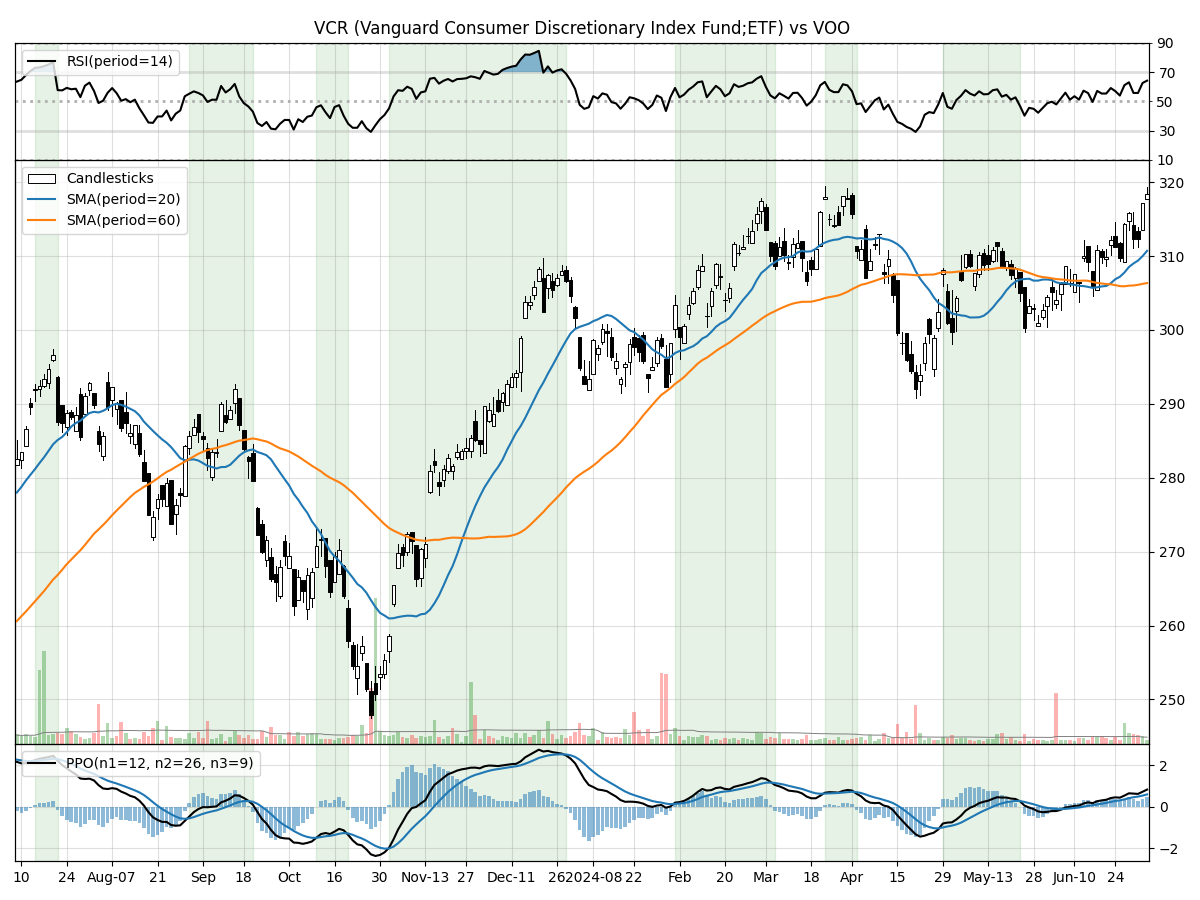 VCR (Vanguard Consumer Discretionary Index Fund;ETF) vs VOO
RSI(period=14)
90
70
50
30
10
Candlesticks
SMA(period=20)
SMA(period=60)
320
310
300
290
280
270
260
250
PPO(n1=12, n2=26, n3=9)
2
0
−2
10 24 Aug-07 21 Sep 18 Oct 16 30 Nov-13 27 Dec-11 26 2024-08 22 Feb 20 Mar 18 Apr 15 29 May-13 28 Jun-10 24